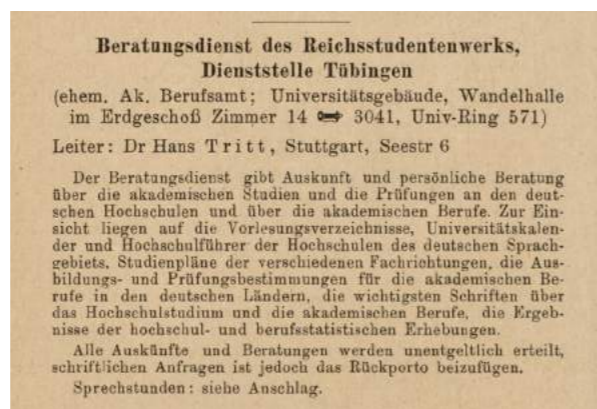 Beratungsdienst des Reichsstudentenwerks,
Dienststelle Tübingen
(ehem. Ak. Berufsamt; Universitätsgebäude, Wandelhalle
im Erdgeschoß Zimmer 14 3041, Univ-Ring 571)
Leiter: Dr Hans Tritt, Stuttgart, Seestr 6
Der Beratungsdienst gibt Auskunft und persönliche Beratung
über die akademischen Studien und die Prüfungen an den deut-
schen Hochschulen und über die akademischen Berufe. Zur Ein-
sicht liegen auf die Vorlesungsverzeichnisse, Universitätskalen-
der und Hochschulführer der Hochschulen des deutschen Sprach-
gebiets, Studienpläne der verschiedenen Fachrichtungen, die Aus-
bildungs- und Prüfungsbestimmungen für die akademischen Be-
rufe in den deutschen Ländern, die wichtigsten Schriften über
das Hochschulstudium und die akademischen Berufe, die Ergeb-
nisse der hochschul- und berufsstatistischen Erhebungen.
Alle Auskünfte und Beratungen werden unentgeltlich erteilt,
schriftlichen Anfragen ist jedoch das Rückporto beizufügen.
Sprechstunden: siehe Anschlag.